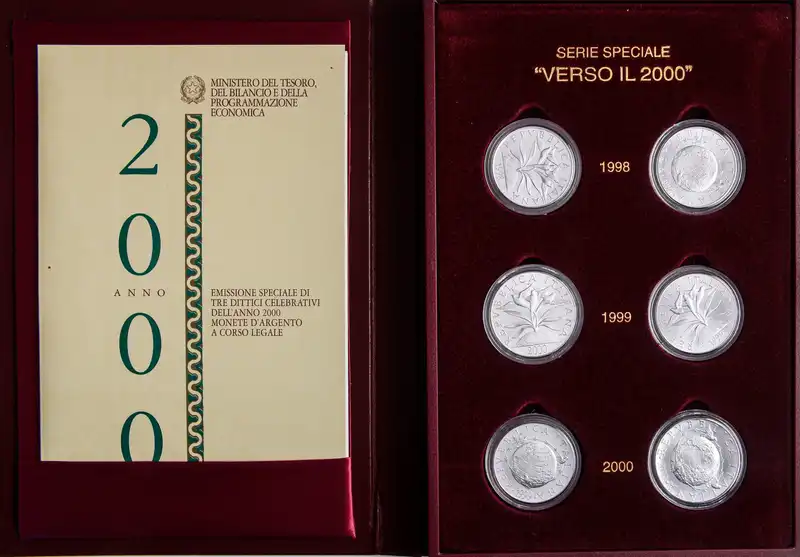 MINISTERO DEL TESORO,
DEL BILANCIO E DELLA
PROGRAMMAZIONE
ECONOMICA
2
0
ANNO
0
0
EMISSIONE SPECIALE DI
TRE DITTICI CELEBRATIVI
DELL'ANNO 2000
MONETE D'ARGENTO
A CORSO LEGALE
SERIE SPECIALE
"VERSO IL 2000"
1998
1999
2000